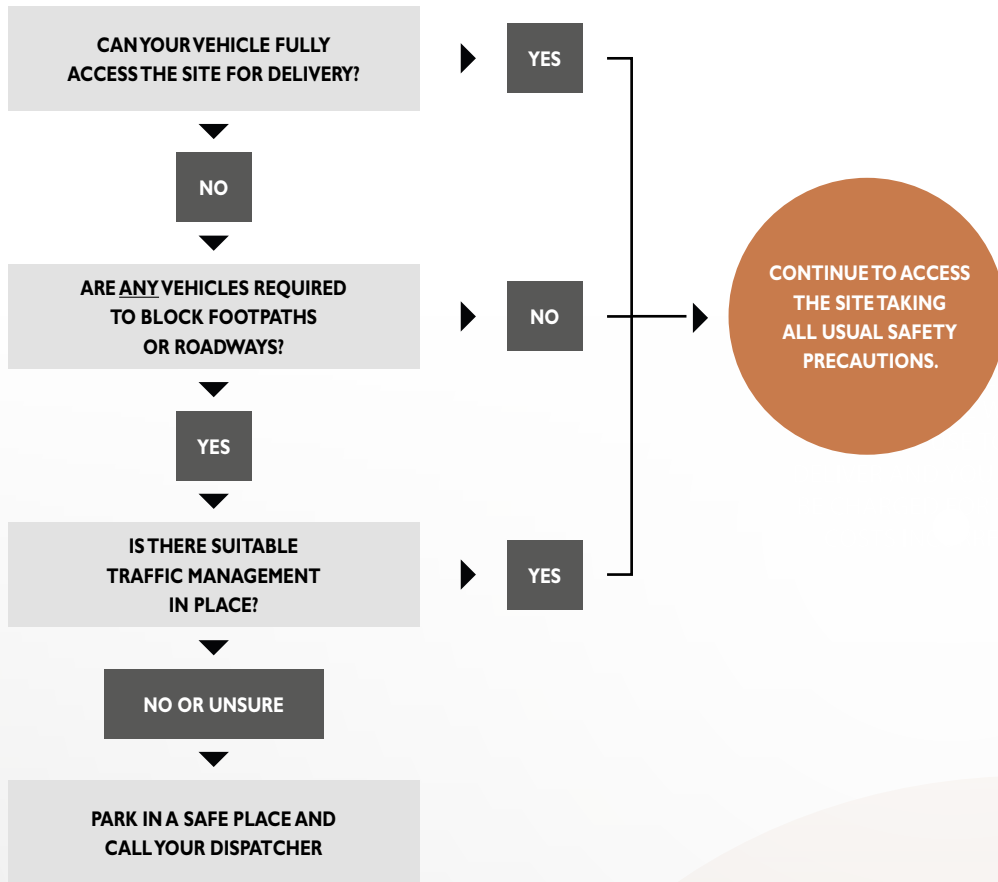 CAN YOUR VEHICLE FULLY
ACCESS THE SITE FOR DELIVERY?
YES
NO
ARE ANY VEHICLES REQUIRED
TO BLOCK FOOTPATHS
OR ROADWAYS?
NO
YES
IS THERE SUITABLE
TRAFFIC MANAGEMENT
IN PLACE?
YES
NO OR UNSURE
PARK IN A SAFE PLACE AND
CALL YOUR DISPATCHER
CONTINUE TO ACCESS
THE SITE TAKING
ALL USUAL SAFETY
PRECAUTIONS.